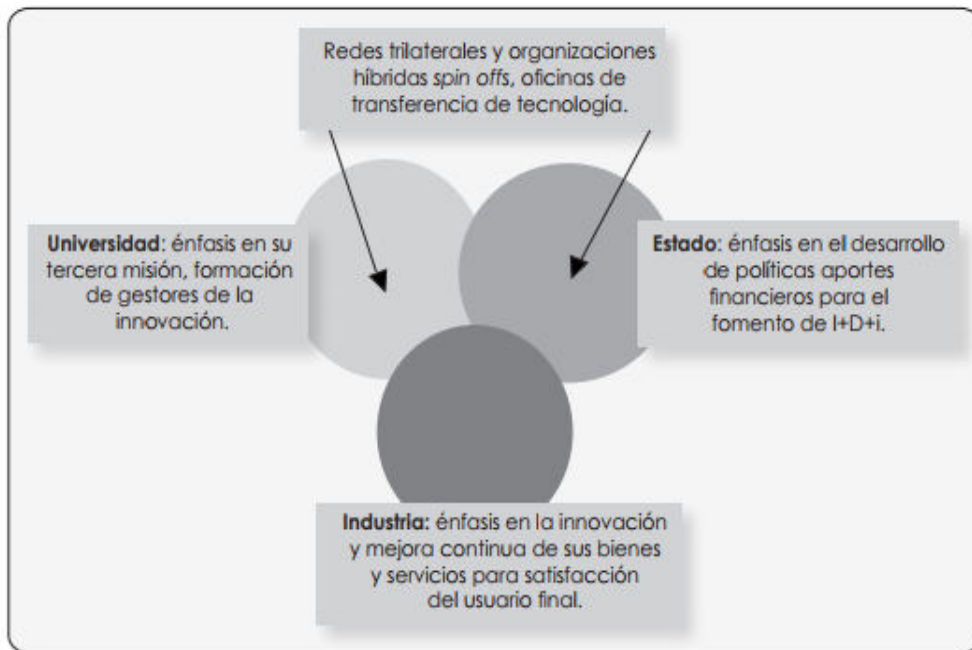 Redes trilaterales y organizaciones
híbridas spin offs, oficinas de
transferencia de tecnología.
Universidad: énfasis en su
tercera misión, formación
de gestores de la
innovación.
Estado: énfasis en el desarrollo
de políticas aportes
financieros para el
fomento de I+D+i.
Industria: énfasis en la innovación
y mejora continua de sus bienes
y servicios para satisfacción
del usuario final.